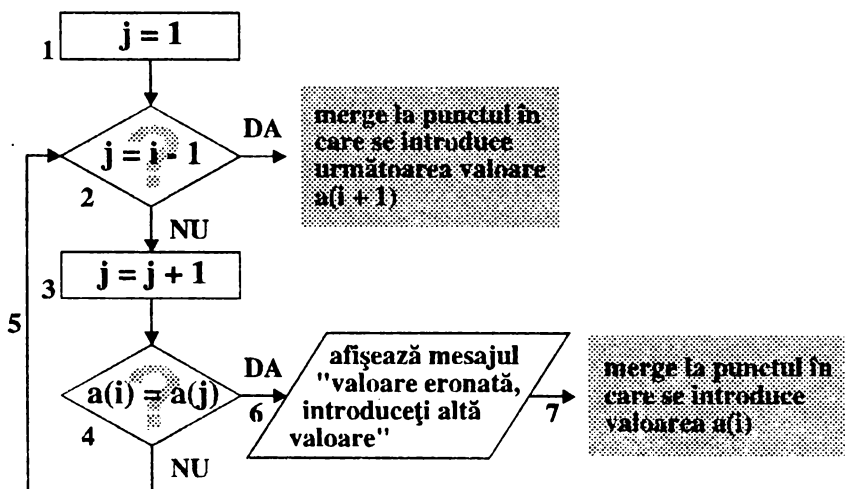 1
j = 1
j = i - 1
2
DA
merge la punctul în
care se introduce
următoarea valoare
a(i + 1)
NU
3
j = j + 1
5
a(i) = a(j)
4
DA
6
afişează mesajul
"valoare eronată,
introduceţi altă
valoare"
7
merge la punctul în
care se introduce
valoarea a(i)
NU